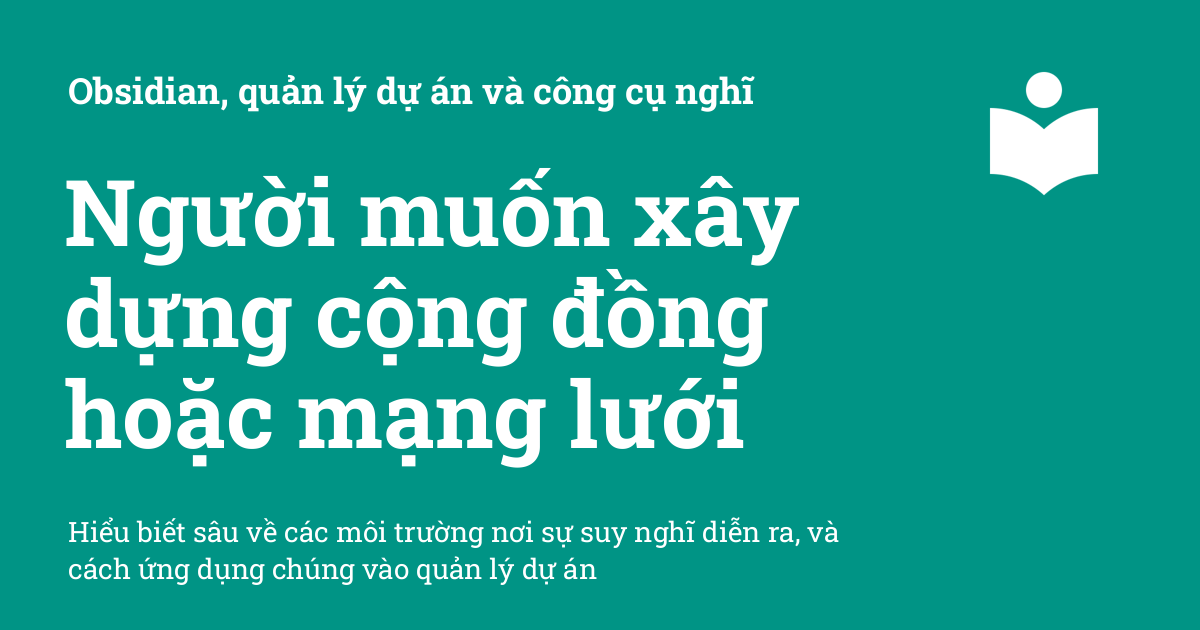 Obsidian, quản lý dự án và công cụ nghĩ
Người muốn xây
dựng cộng đồng
hoặc mạng lưới
Hiểu biết sâu về các môi trường nơi sự suy nghĩ diễn ra, và
cách ứng dụng chúng vào quản lý dự án